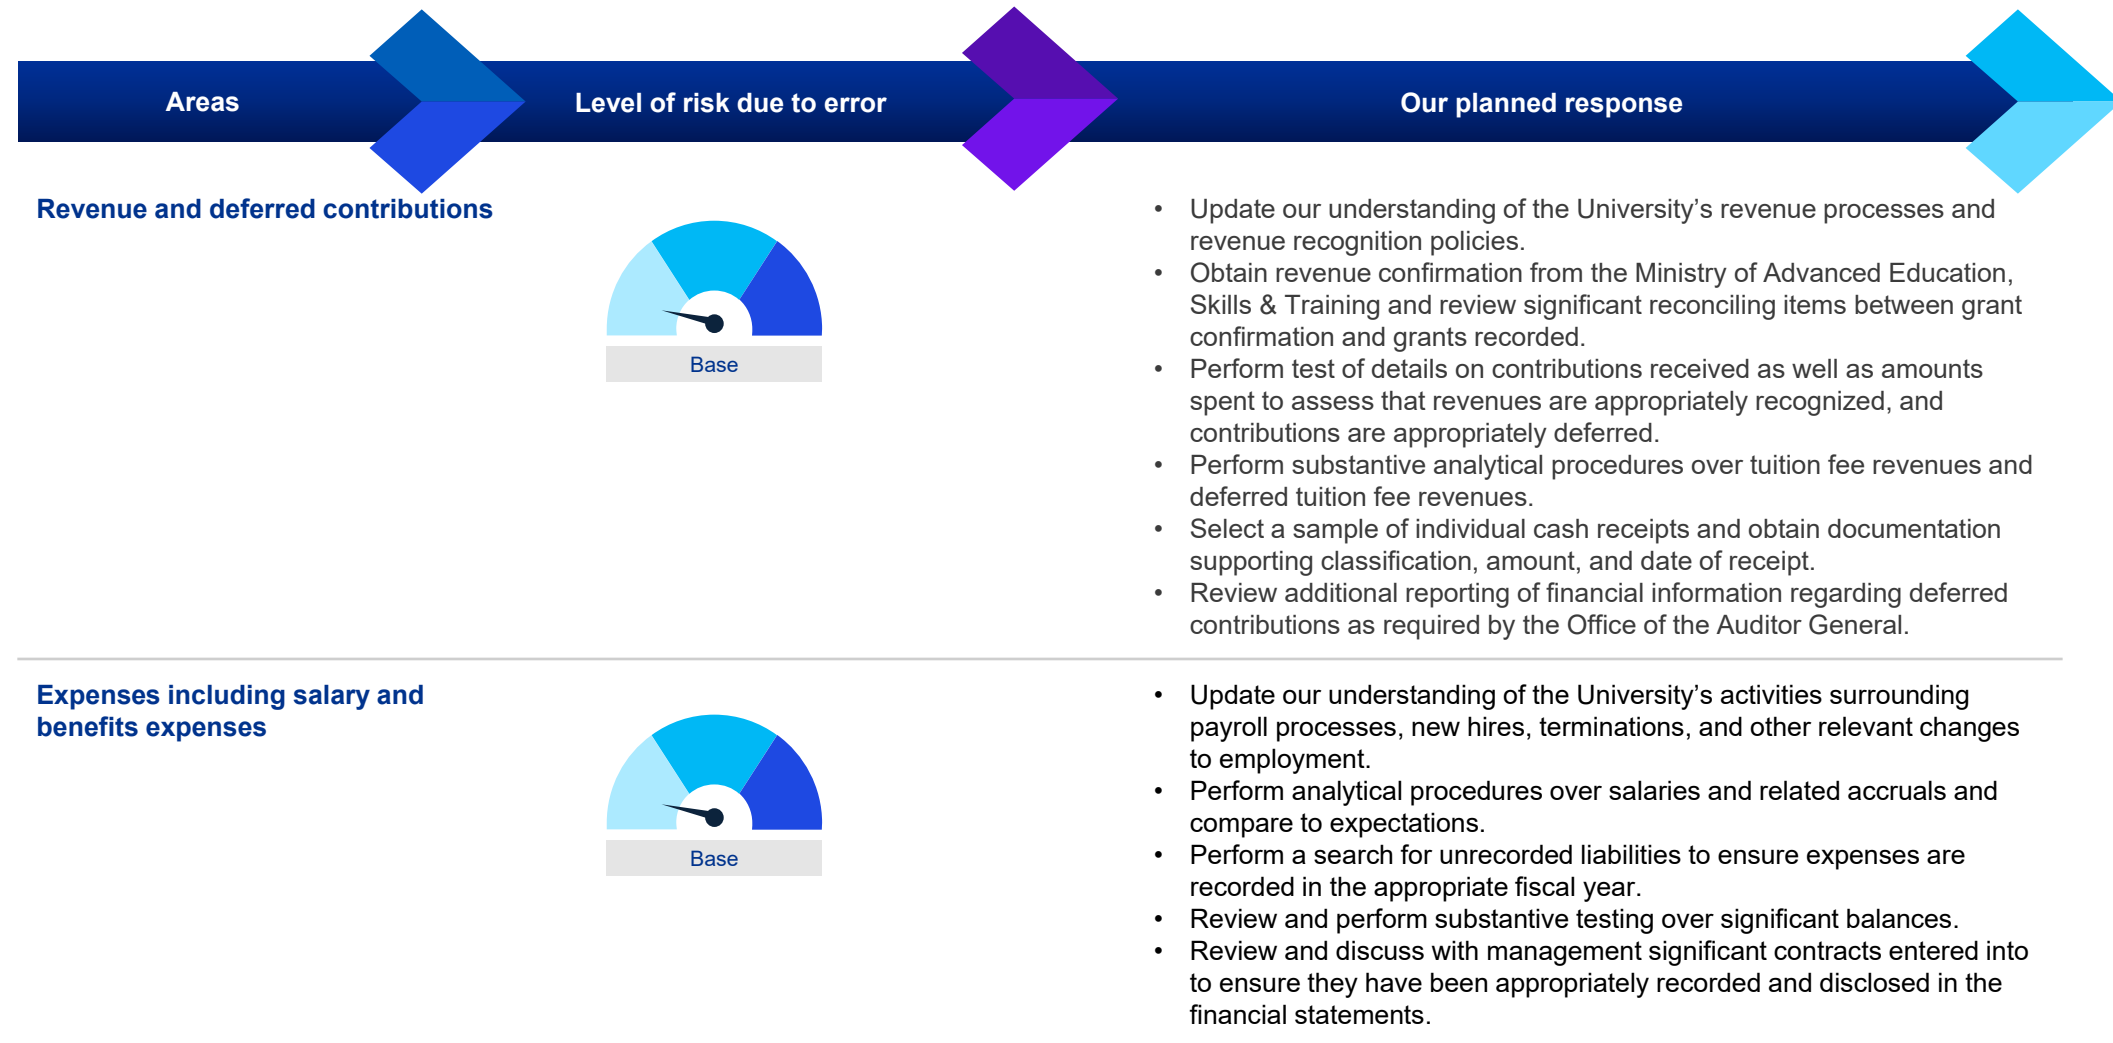 Areas
Level of risk due to error
Our planned response
Revenue and deferred contributions
Base
• Update our understanding of the University’s revenue processes and
revenue recognition policies.
• Obtain revenue confirmation from the Ministry of Advanced Education,
Skills & Training and review significant reconciling items between grant
confirmation and grants recorded.
• Perform test of details on contributions received as well as amounts
spent to assess that revenues are appropriately recognized, and
contributions are appropriately deferred.
• Perform substantive analytical procedures over tuition fee revenues and
deferred tuition fee revenues.
• Select a sample of individual cash receipts and obtain documentation
supporting classification, amount, and date of receipt.
• Review additional reporting of financial information regarding deferred
contributions as required by the Office of the Auditor General.
Expenses including salary and
benefits expenses
Base
• Update our understanding of the University’s activities surrounding
payroll processes, new hires, terminations, and other relevant changes
to employment.
• Perform analytical procedures over salaries and related accruals and
compare to expectations.
• Perform a search for unrecorded liabilities to ensure expenses are
recorded in the appropriate fiscal year.
• Review and perform substantive testing over significant balances.
• Review and discuss with management significant contracts entered into
to ensure they have been appropriately recorded and disclosed in the
financial statements.